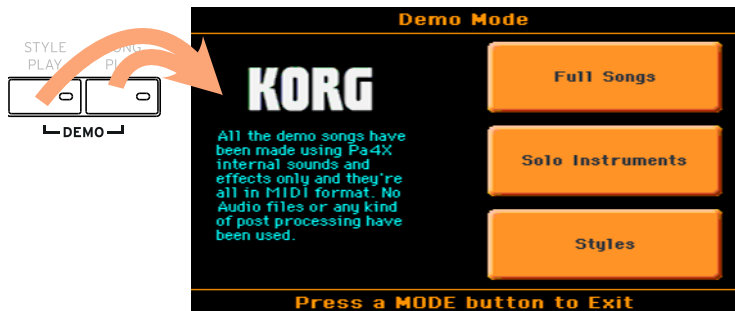 STYLE
PLAY
Demo Mode
KORG
All the demo songs have
been made using Pa4X
internal sounds and
effects only and they're
all in MIDI format. No
Audio files or any kind
of post processing have
been used.
Full Songs
Solo Instruments
Styles
DEMO
Press a MODE button to Exit